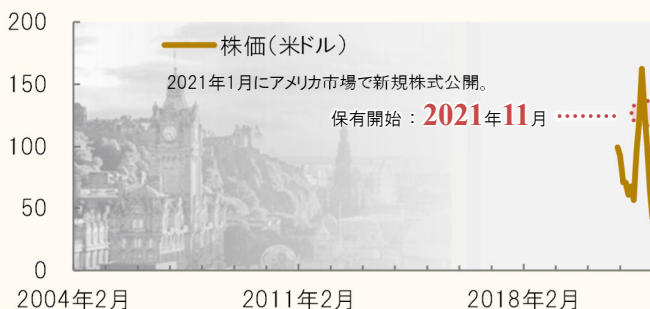 200
株価（米ドル）
150
2021年1月にアメリカ市場で新規株式公開。
保有開始：2021年11月
100
50
0
2004年2月
2011年2月
2018年2月